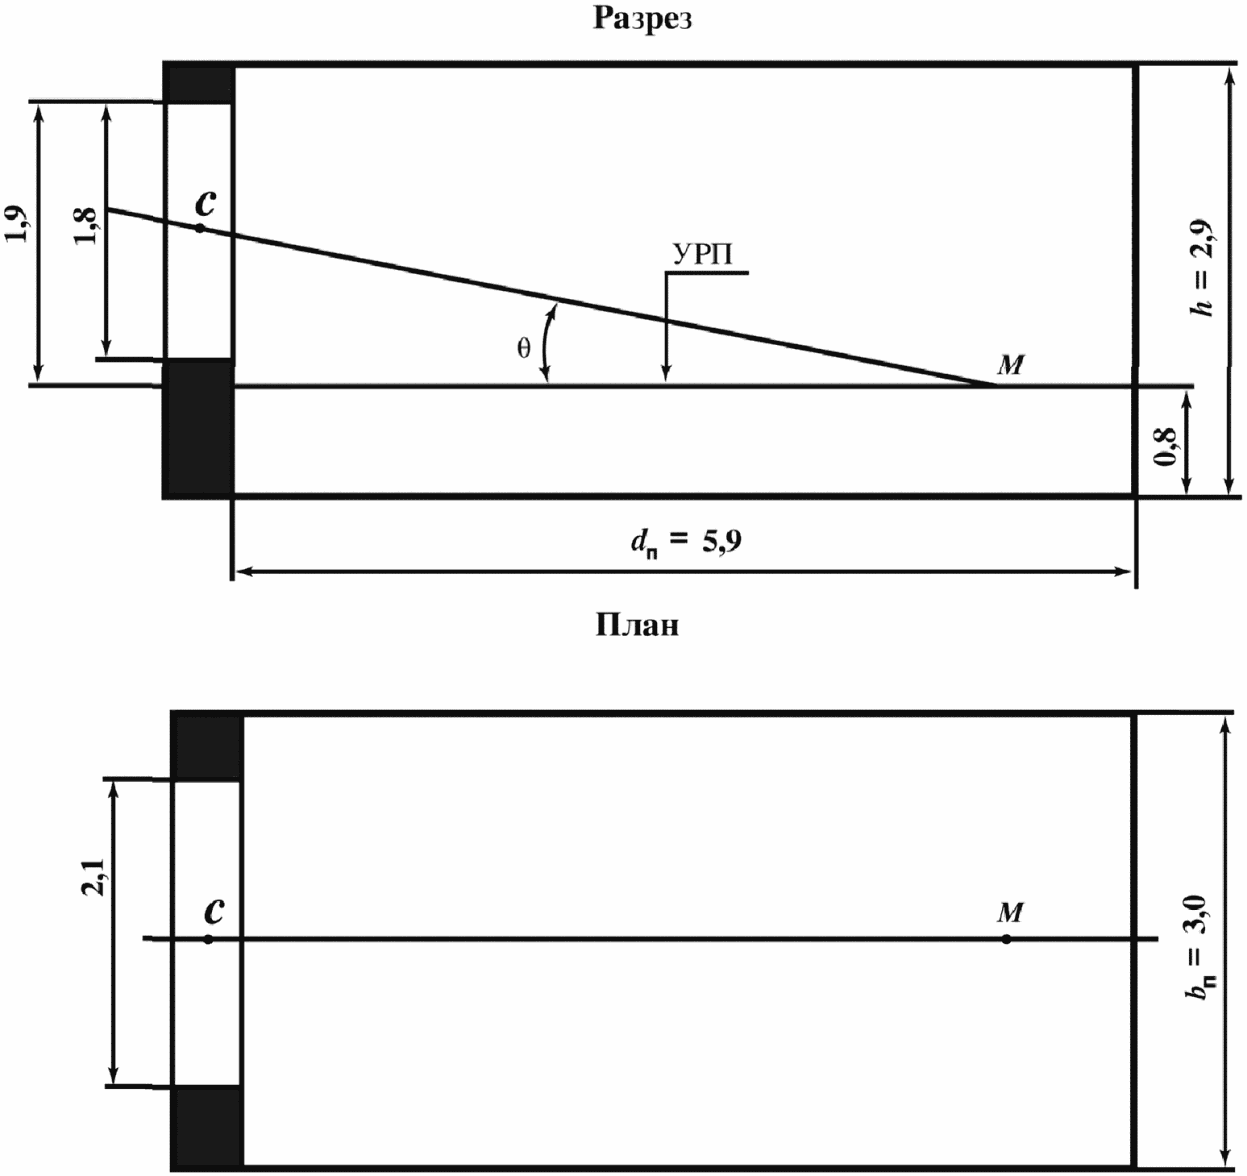 Разрез
C
1,9
1,8
УРП
h = 2,9
θ
M
0,8
dп = 5,9
План
2,1
C
M
bп = 3,0